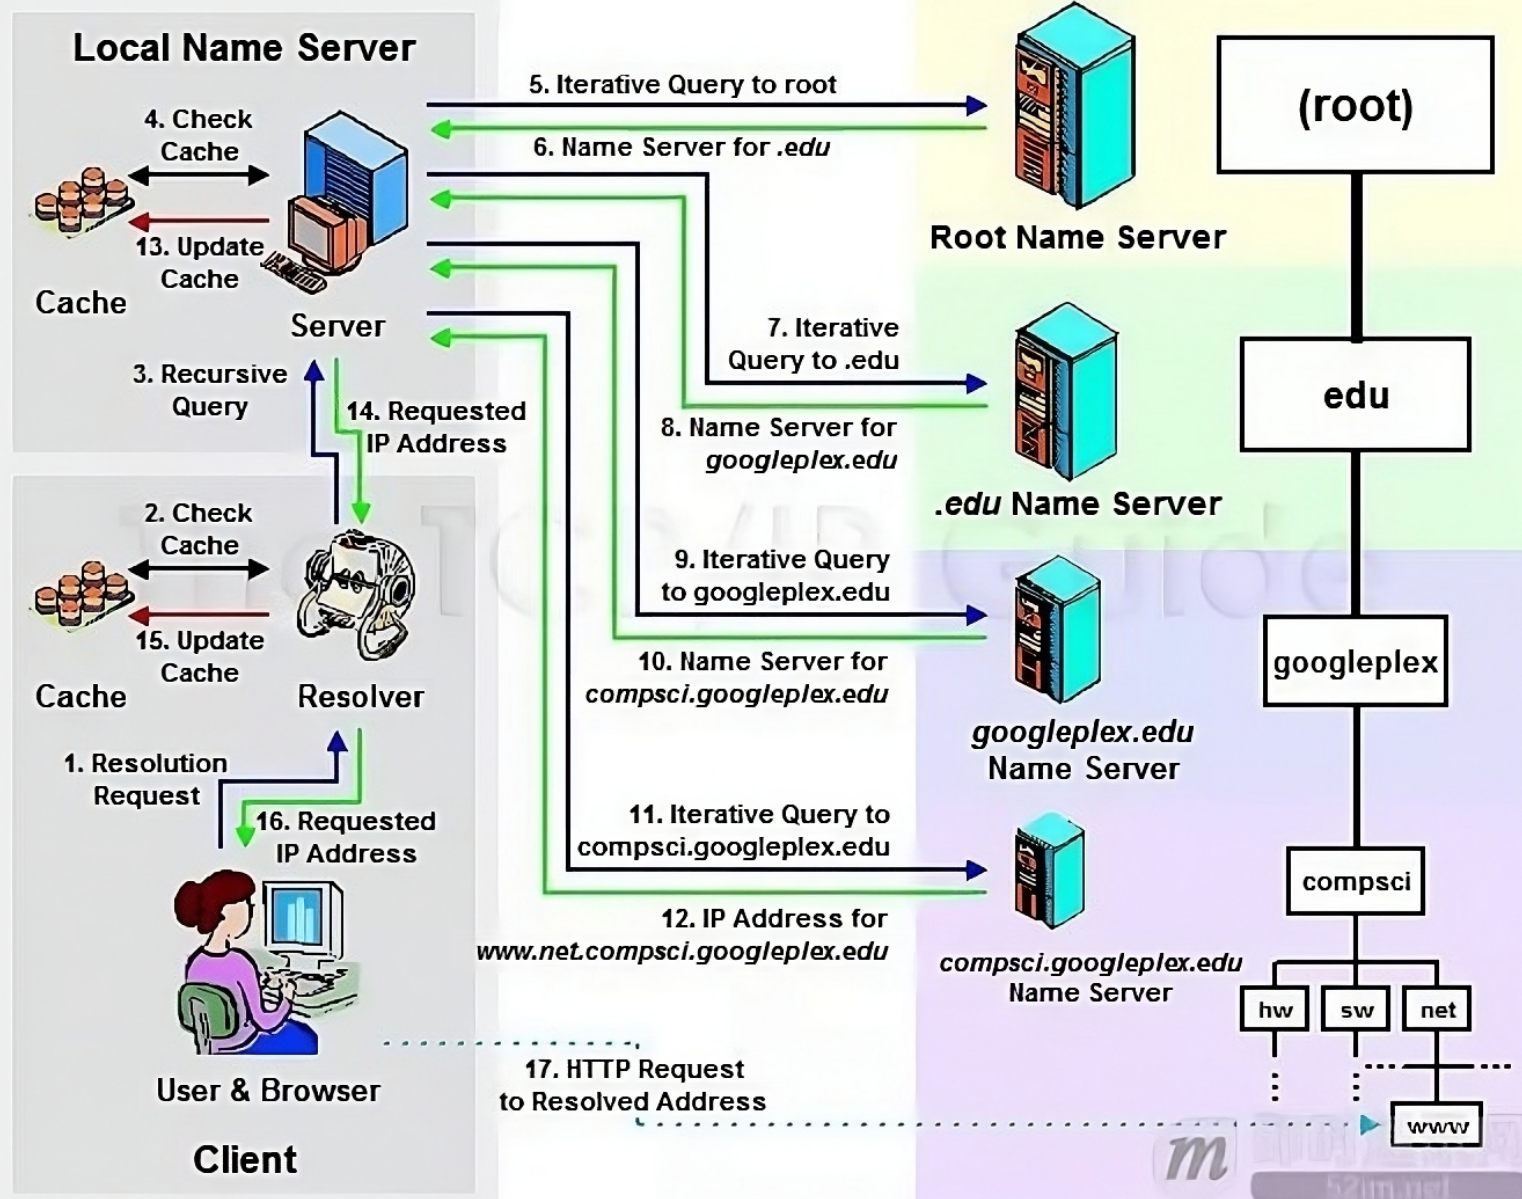 Local Name Server
4. Check
Cache
13. Update
Cache
Cache
Server
3. Recursive
Query
14. Requested
IP Address
2. Check
Cache
15. Update
Cache
Cache
Resolver
1. Resolution
Request
16. Requested
IP Address
User & Browser
Client
5. Iterative Query to root
6. Name Server for .edu
7. Iterative
Query to .edu
8. Name Server for
googleplex.edu
9. Iterative Query
to googleplex.edu
10. Name Server for
compsci.googleplex.edu
11. Iterative Query to
compsci.googleplex.edu
12. IP Address for
www.net.compsci.googleplex.edu
17. HTTP Request
to Resolved Address
Root Name Server
.edu Name Server
googleplex.edu
Name Server
compsci.googleplex.edu
Name Server
(root)
edu
googleplex
compsci
hw sw net
www
The TCP/IP Guide
m
52im.net